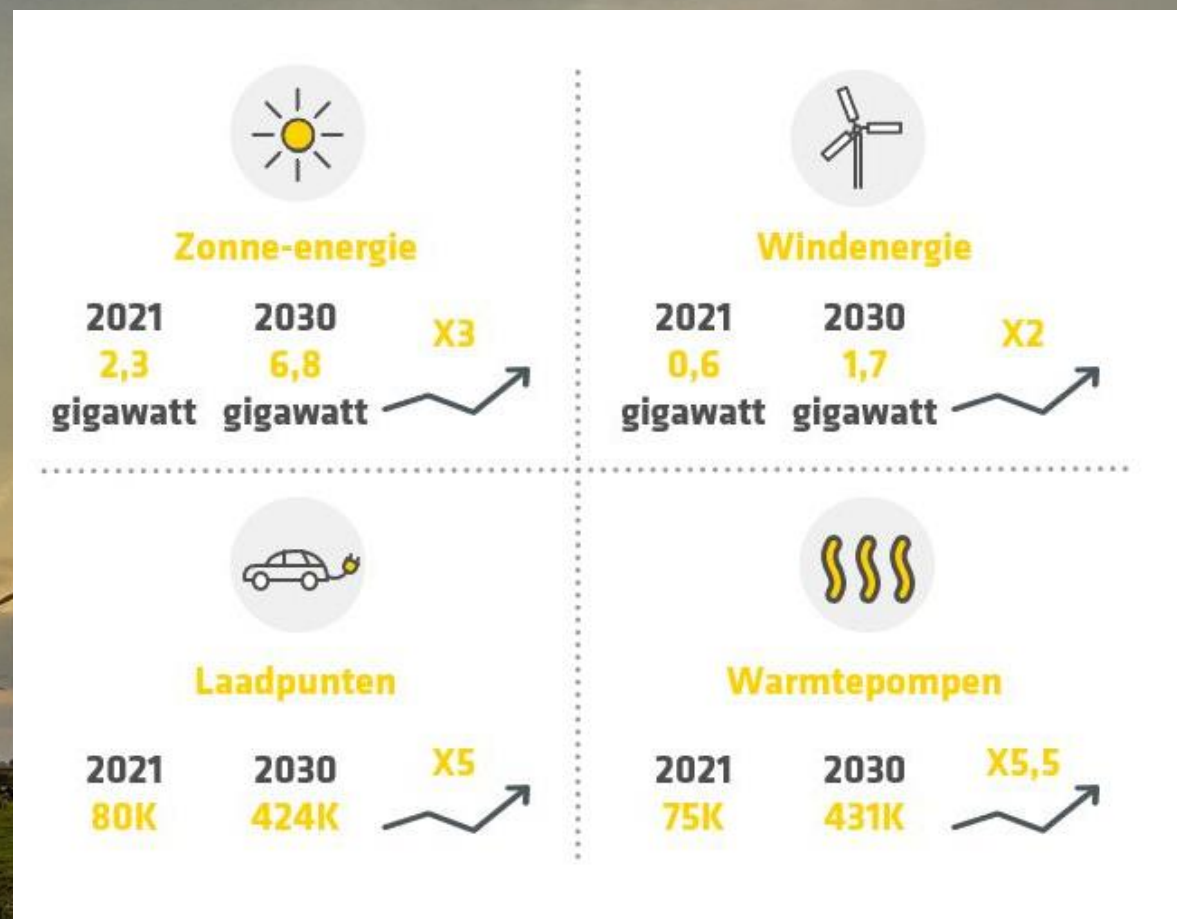 Zonne-energie
2021 2030 X3
2,3 6,8
gigawatt gigawatt
Windenergie
2021 2030 X2
0,6 1,7
gigawatt gigawatt
Laadpunten
2021 2030 X5
80K 424K
Warmtepompen
2021 2030 X5,5
75K 431K